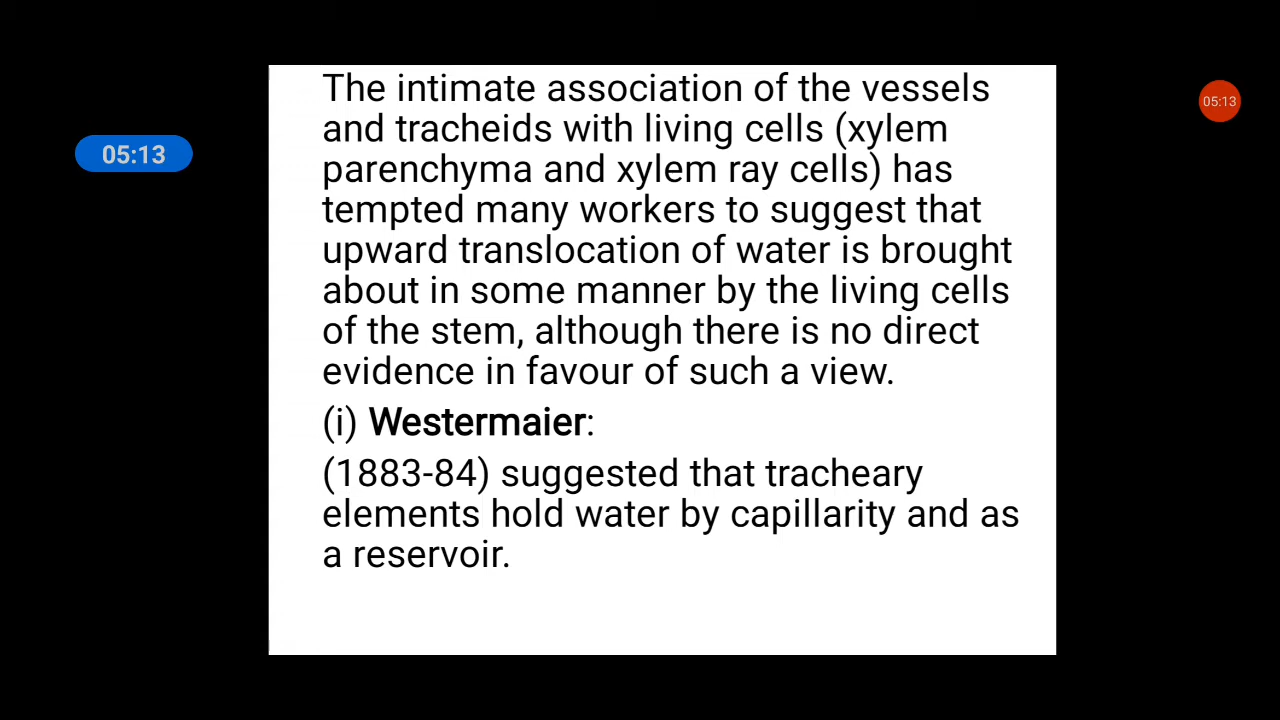 The intimate association of the vessels
and tracheids with living cells (xylem
parenchyma and xylem ray cells) has
tempted many workers to suggest that
upward translocation of water is brought
about in some manner by the living cells
of the stem, although there is no direct
evidence in favour of such a view.
(i) Westermaier:
(1883-84) suggested that tracheary
elements hold water by capillarity and as
a reservoir.
05:13
05:13